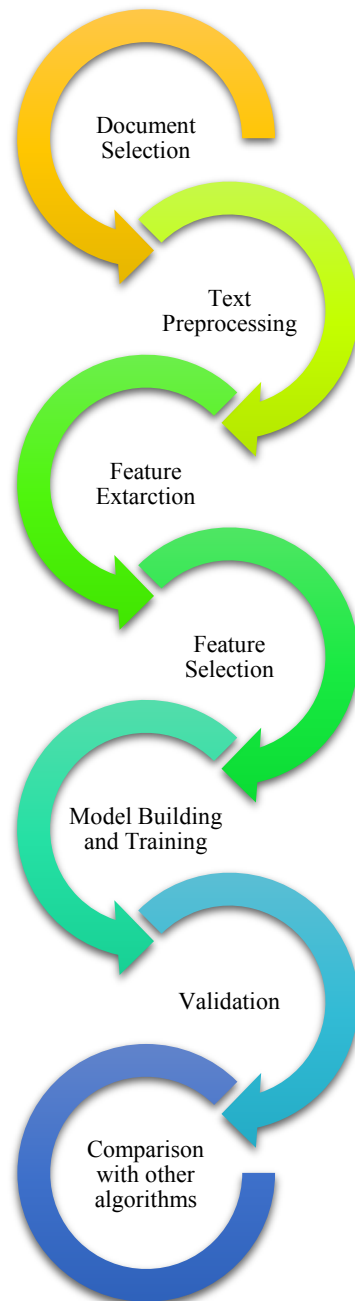 Document
Selection
Text
Preprocessing
Feature
Extarction
Feature
Selection
Model Building
and Training
Validation
Comparison
with other
algorithms